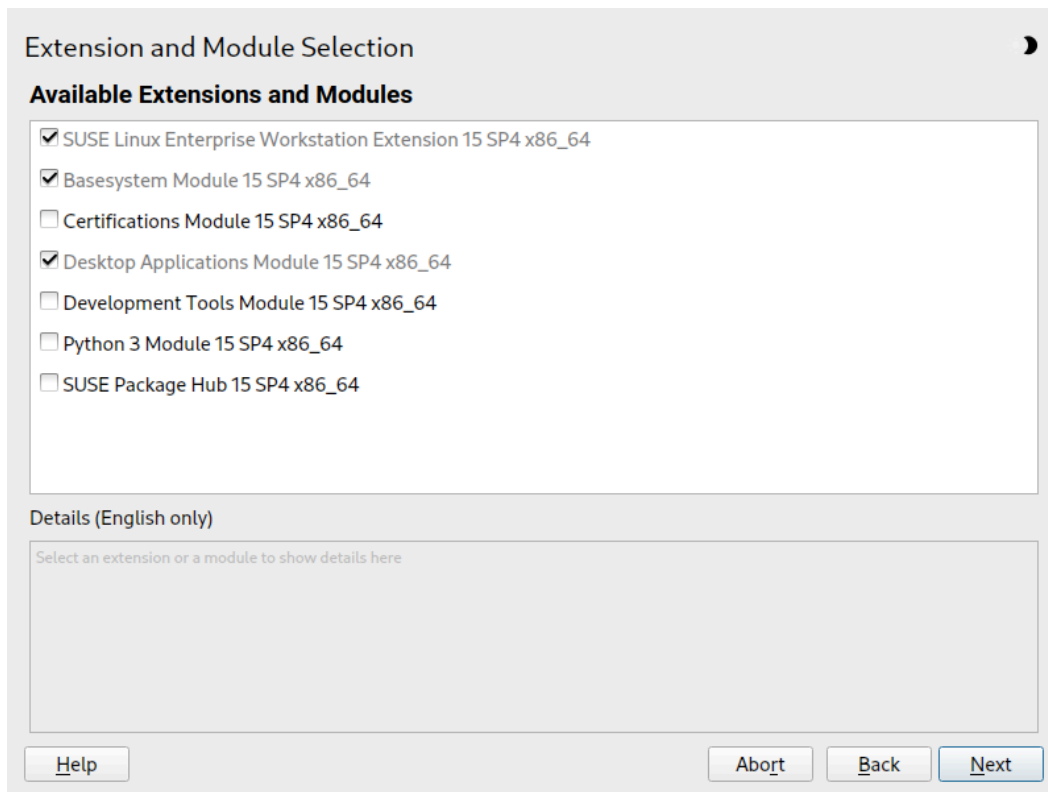 Extension and Module Selection
Available Extensions and Modules
SUSE Linux Enterprise Workstation Extension 15 SP4 x86_64
Basesystem Module 15 SP4 x86_64
Certifications Module 15 SP4 x86_64
Desktop Applications Module 15 SP4 x86_64
Development Tools Module 15 SP4 x86_64
Python 3 Module 15 SP4 x86_64
SUSE Package Hub 15 SP4 x86_64
Details (English only)
Select an extension or a module to show details here
Help
Abort
Back
Next